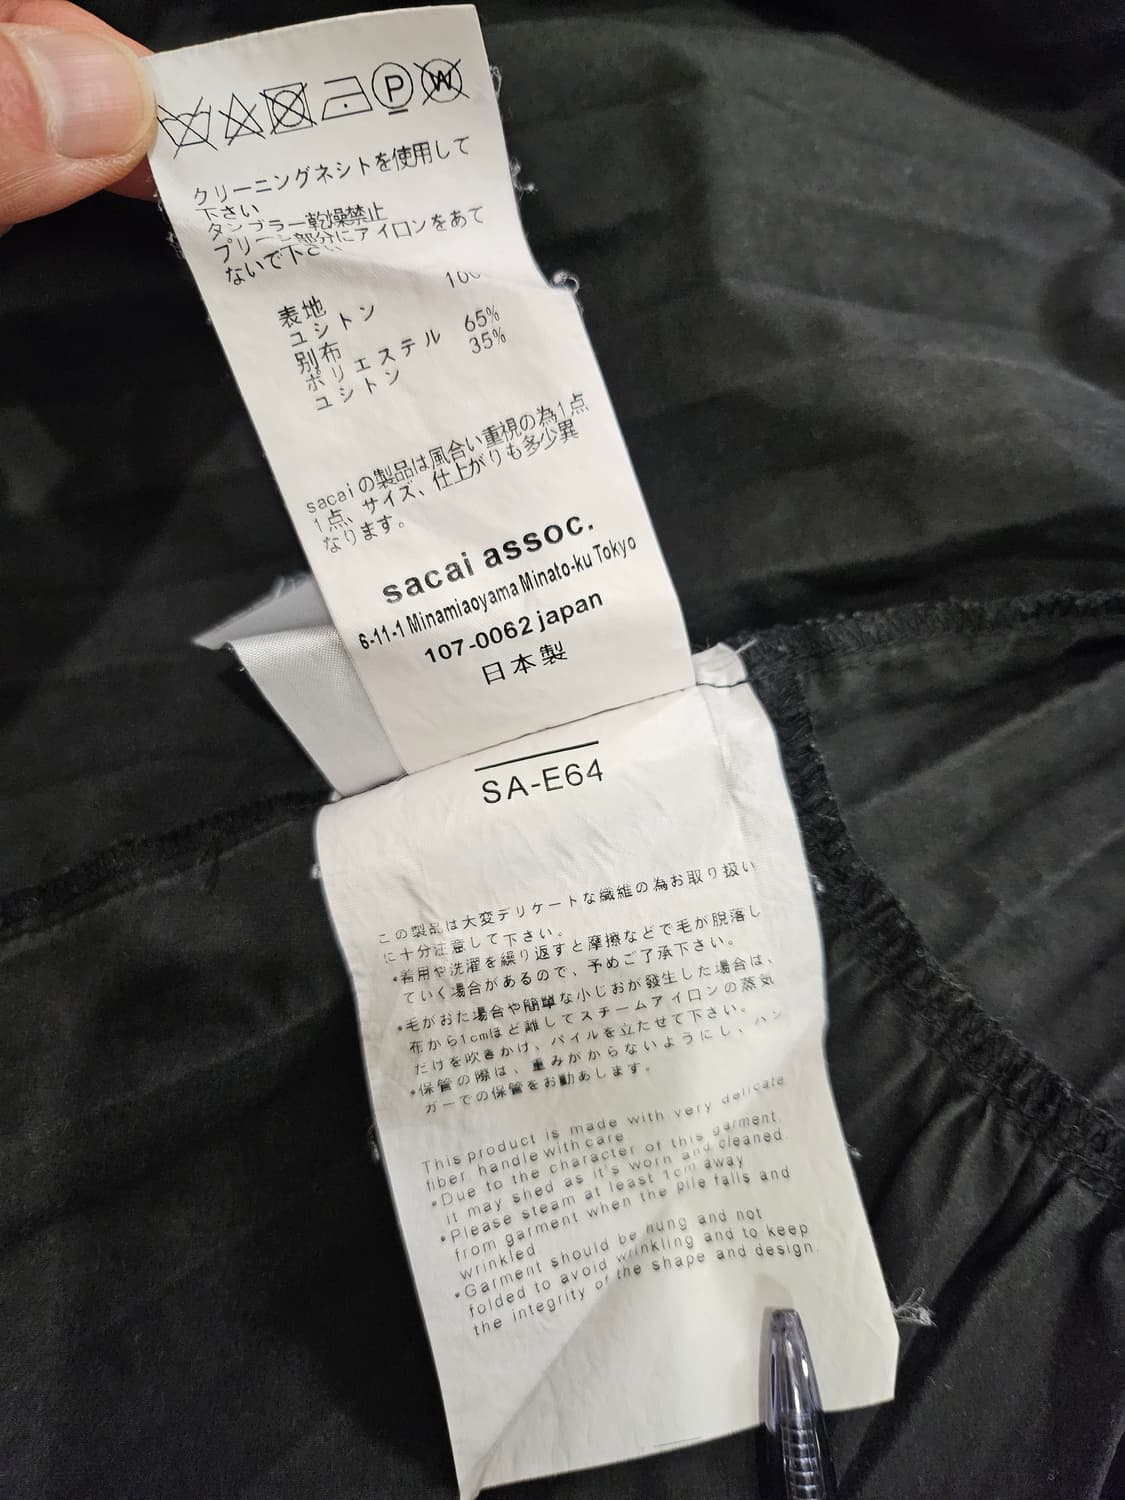 P W
クリーニングネシトを使用して
下さい
タンブラー乾燥禁止
プリーン部分にアイロンをあて
ないで下さい
表地
ユシトン
別布
ポリエステル 65%
ユシトン 35%
sacaiの製品は風合い重視の為1点
1点、サイズ、仕上がりも多少異
なります。
sacai assoc.
6-11-1 Minamiaoyama Minato-ku Tokyo
107-0062 japan
日本製
SA-E64
この製品は大変デリケートな繊維の為お取り扱い
に十分注意して下さい。
•着用や洗濯を繰り返すと摩擦などで毛が脱落し
ていく場合があるので、予めご了承下さい。
•毛がおた場合や簡単な小じおが發生した場合は、
布から1cmほど離してスチームアイロンの蒸気
だけを吹きかけ、パイルを立たせて下さい。
•保管の際は、重みがからないようにし、ハン
ガーでの保管をお勧あします。
This product is made with very delicate
fiber handle with care
•Due to the character of this garment
it may shed as it's worn and cleaned
•Please steam at least 1cm away
from garment when the pile falls and
wrinkled
•Garment should be hung and not
folded to avoid wrinkling and to keep
the integrity of the shape and design.